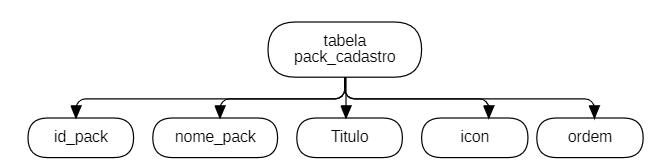 tabela
pack_cadastro
id_pack
nome_pack
Titulo
icon
ordem